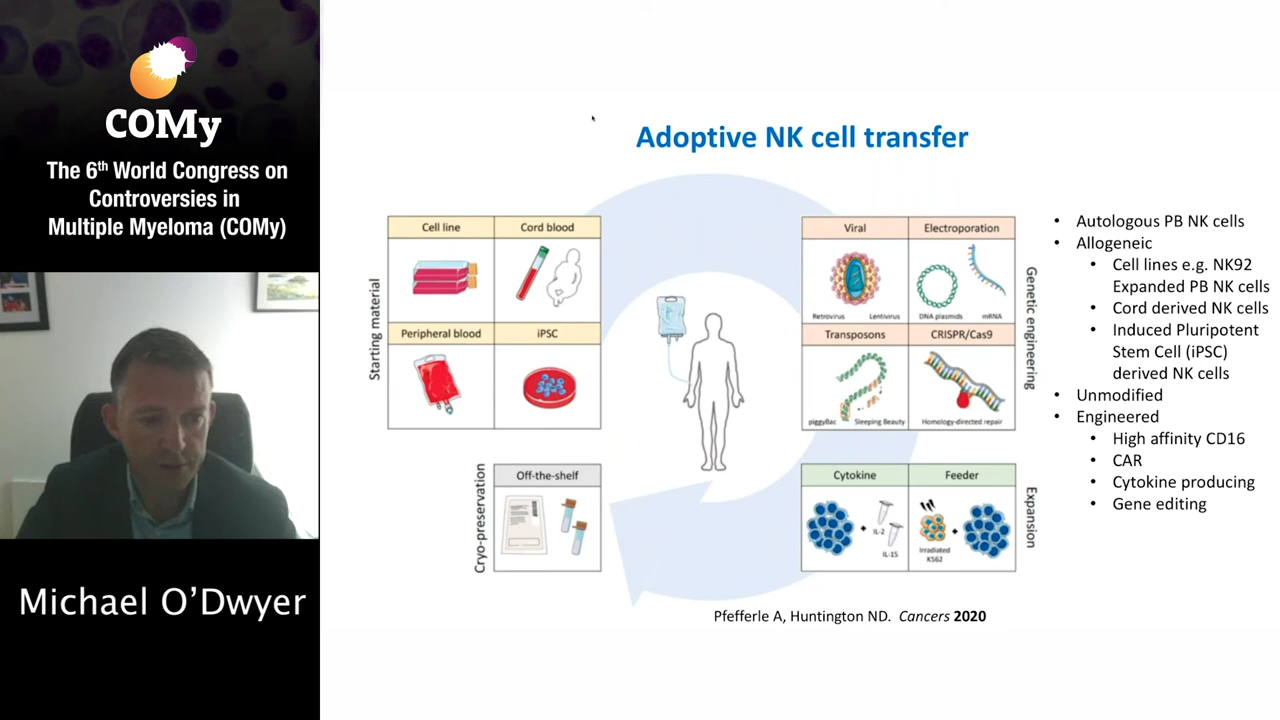 COMy
The 6th World Congress on
Controversies in
Multiple Myeloma (COMy)
Michael O’Dwyer
Adoptive NK cell transfer
Starting material
Cell line
Cord blood
Peripheral blood
iPSC
Cryo-preservation
Off-the-shelf
Viral
Electroporation
Retrovirus
Lentivirus
DNA plasmids
mRNA
Transposons
CRISPR/Cas9
piggyBac
Sleeping Beauty
Homology-directed repair
Genetic engineering
Cytokine
Feeder
IL-2
IL-15
Irradiated
K562
Expansion
• Autologous PB NK cells
• Allogeneic
• Cell lines e.g. NK92
Expanded PB NK cells
• Cord derived NK cells
• Induced Pluripotent
Stem Cell (iPSC)
derived NK cells
• Unmodified
• Engineered
• High affinity CD16
• CAR
• Cytokine producing
• Gene editing
Pfefferle A, Huntington ND. Cancers 2020